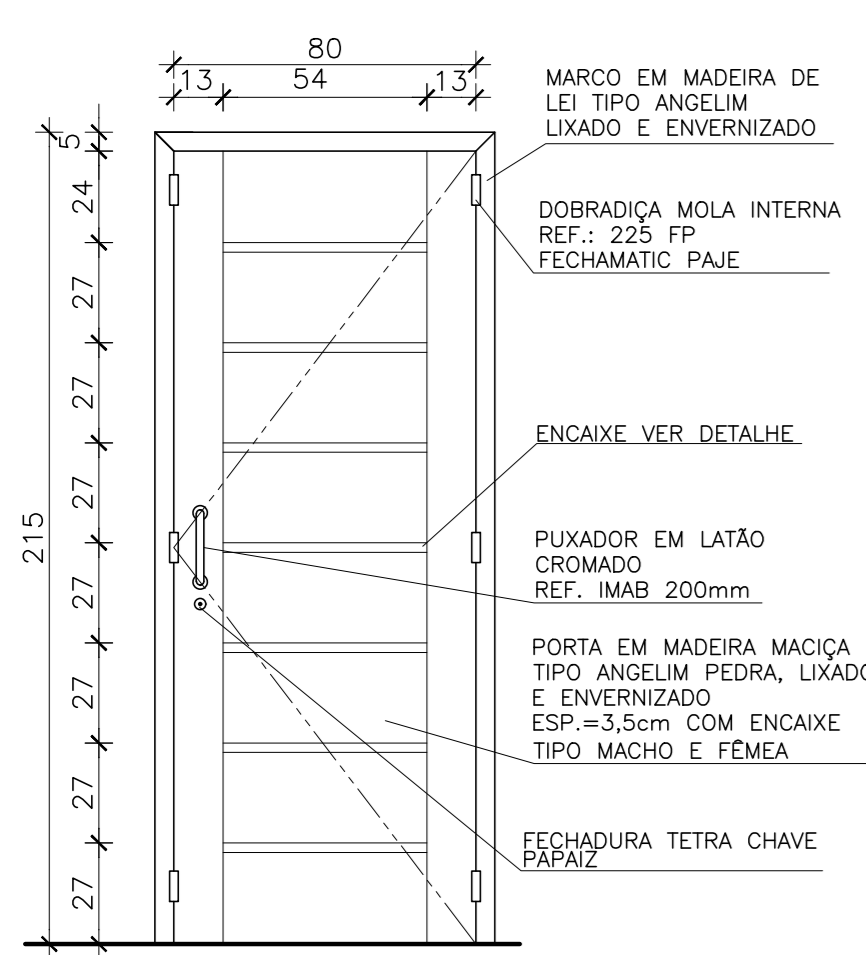 80
13 54 13
MARCO EM MADEIRA DE
LEI TIPO ANGELIM
LIXADO E ENVERNIZADO
5
24
27
27
27
27
27
27
27
215
DOBRADIÇA MOLA INTERNA
REF.: 225 FP
FECHAMATIC PAJE
ENCAIXE VER DETALHE
PUXADOR EM LATÃO
CROMADO
REF. IMAB 200mm
PORTA EM MADEIRA MACIÇA
TIPO ANGELIM PEDRA, LIXADO
E ENVERNIZADO
ESP.=3,5cm COM ENCAIXE
TIPO MACHO E FÊMEA
FECHADURA TETRA CHAVE
PAPAIZ